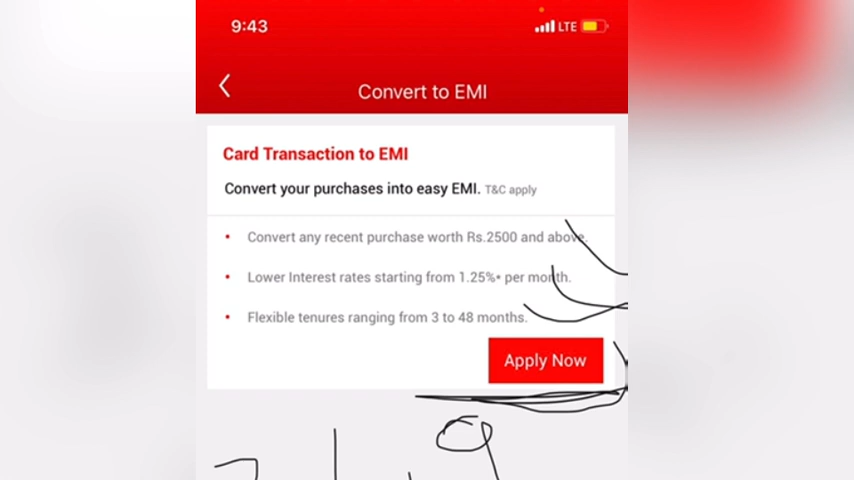 9:43
LTE
Convert to EMI
Card Transaction to EMI
Convert your purchases into easy EMI. T&C apply
• Convert any recent purchase worth Rs.2500 and above.
• Lower Interest rates starting from 1.25%* per month.
• Flexible tenures ranging from 3 to 48 months.
Apply Now